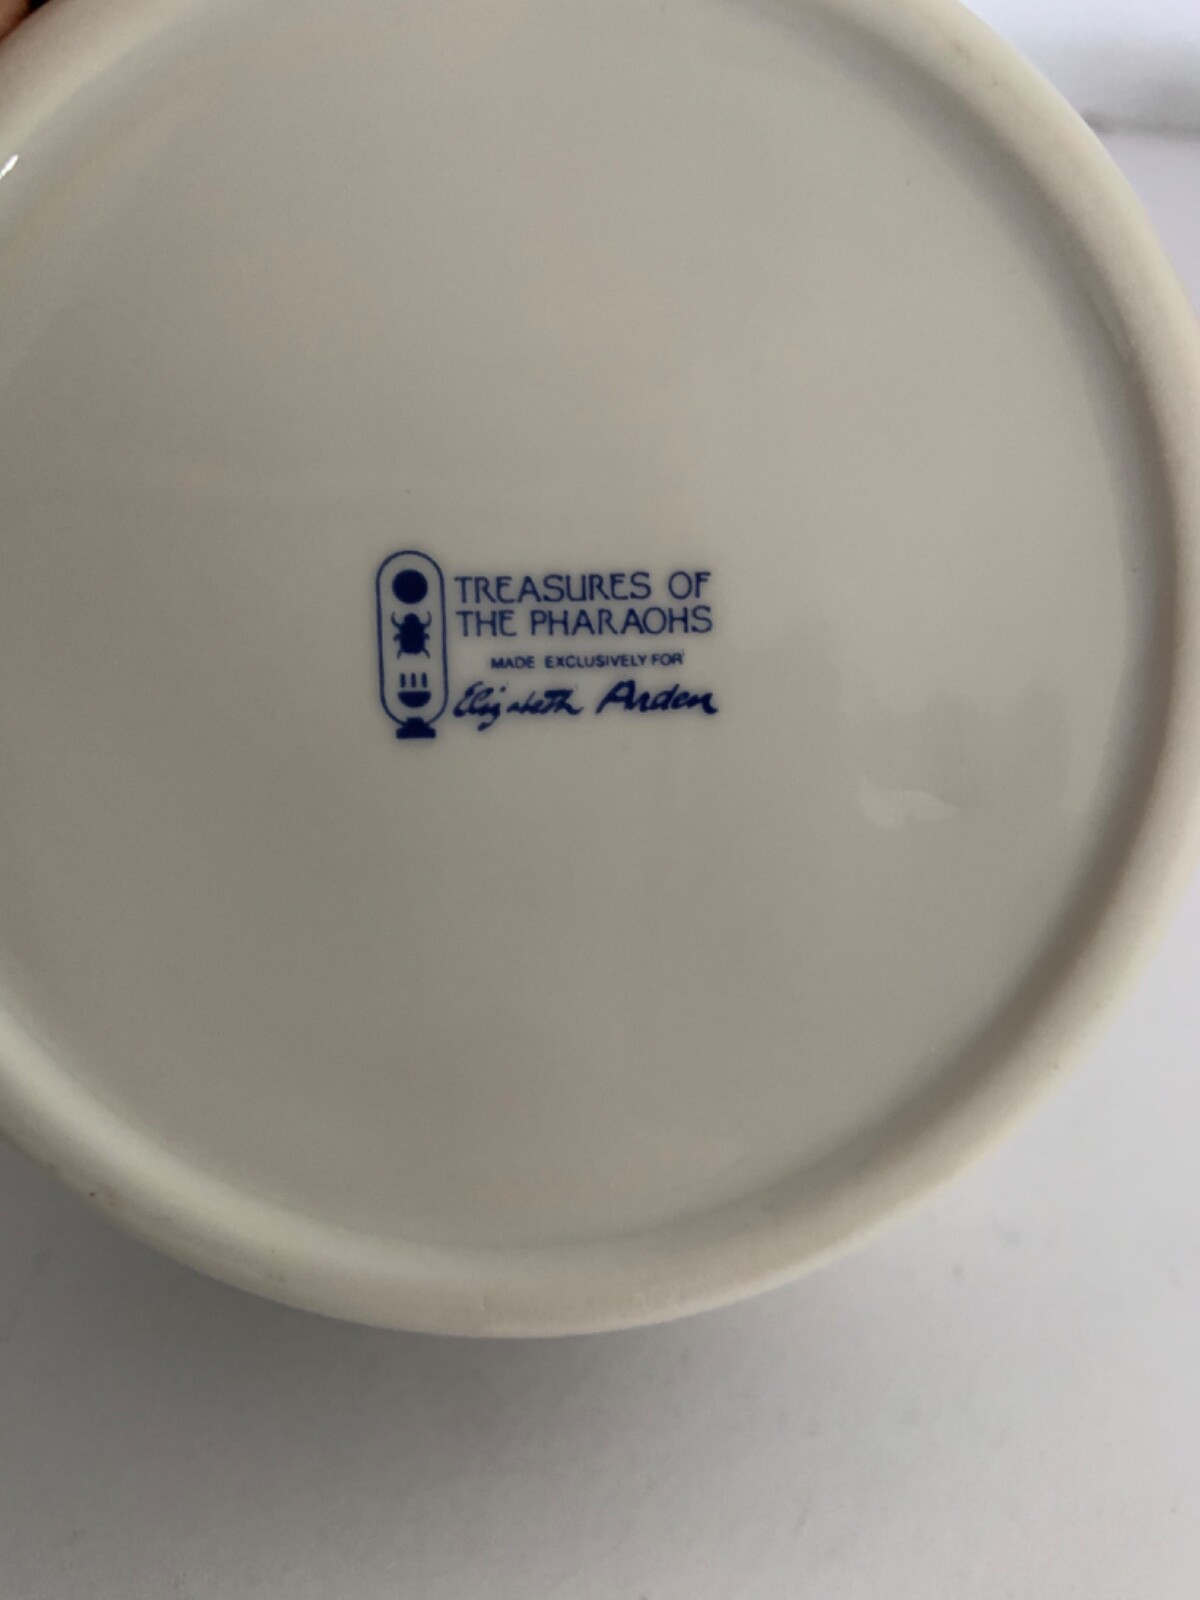 TREASURES OF
THE PHARAOHS
MADE EXCLUSIVELY FOR
Elizabeth Arden